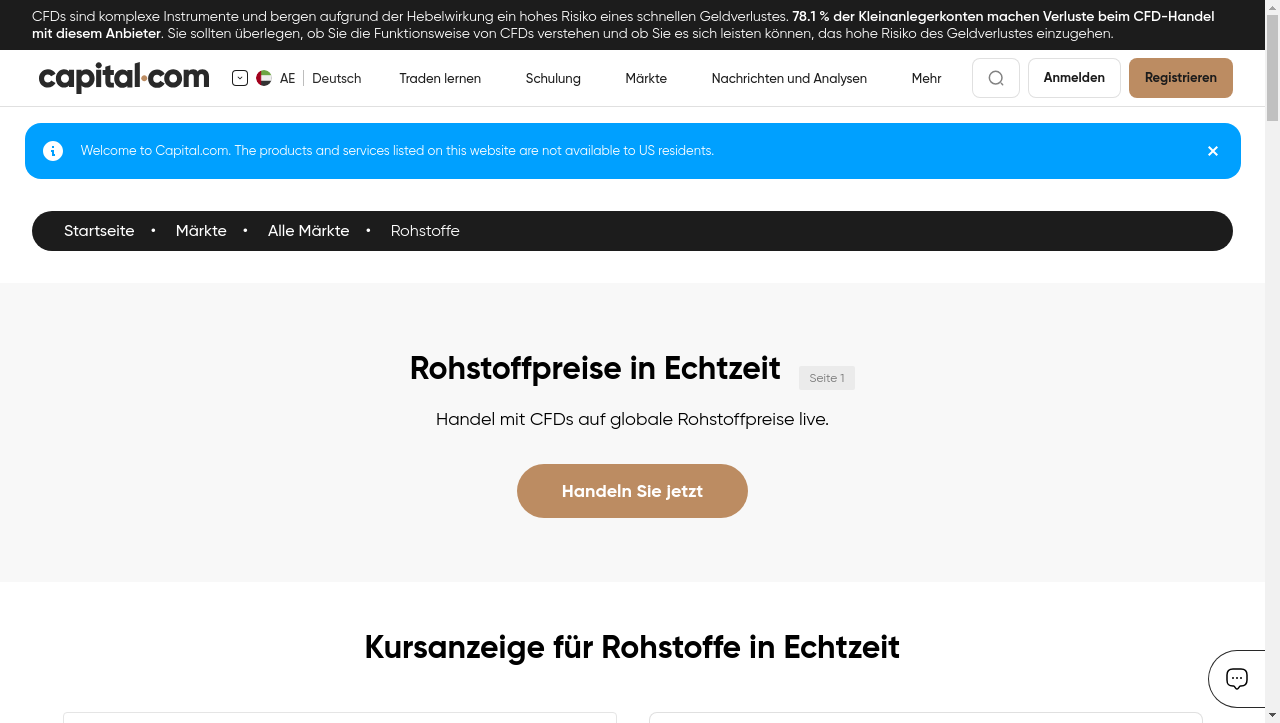 CFDs sind komplexe Instrumente und bergen aufgrund der Hebelwirkung ein hohes Risiko eines schnellen Geldverlustes. 78.1 % der Kleinanlegerkonten machen Verluste beim CFD-Handel
mit diesem Anbieter. Sie sollten überlegen, ob Sie die Funktionsweise von CFDs verstehen und ob Sie es sich leisten können, das hohe Risiko des Geldverlustes einzugehen.
capital.com AE Deutsch Traden lernen Schulung Märkte Nachrichten und Analysen Mehr Anmelden Registrieren
Welcome to Capital.com. The products and services listed on this website are not available to US residents.
Startseite • Märkte • Alle Märkte • Rohstoffe
Rohstoffpreise in Echtzeit Seite 1
Handel mit CFDs auf globale Rohstoffpreise live.
Handeln Sie jetzt
Kursanzeige für Rohstoffe in Echtzeit